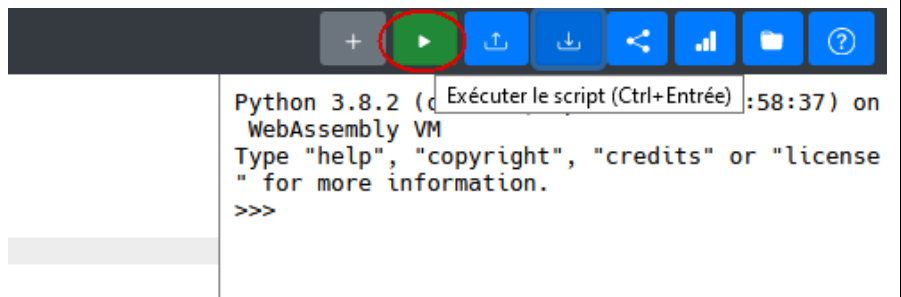 +
?
Exécuter le script (Ctrl+Entrée)
Python 3.8.2 ( :58:37) on
WebAssembly VM
Type "help", "copyright", "credits" or "license
" for more information.
>>>